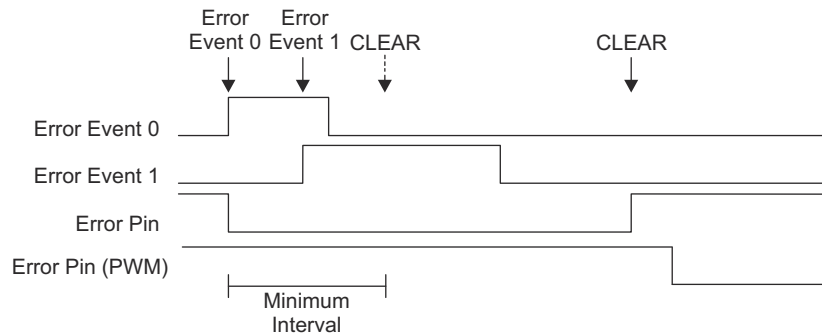 Error
Event 0
Error
Event 1
CLEAR
CLEAR
Error Event 0
Error Event 1
Error Pin
Error Pin (PWM)
Minimum
Interval